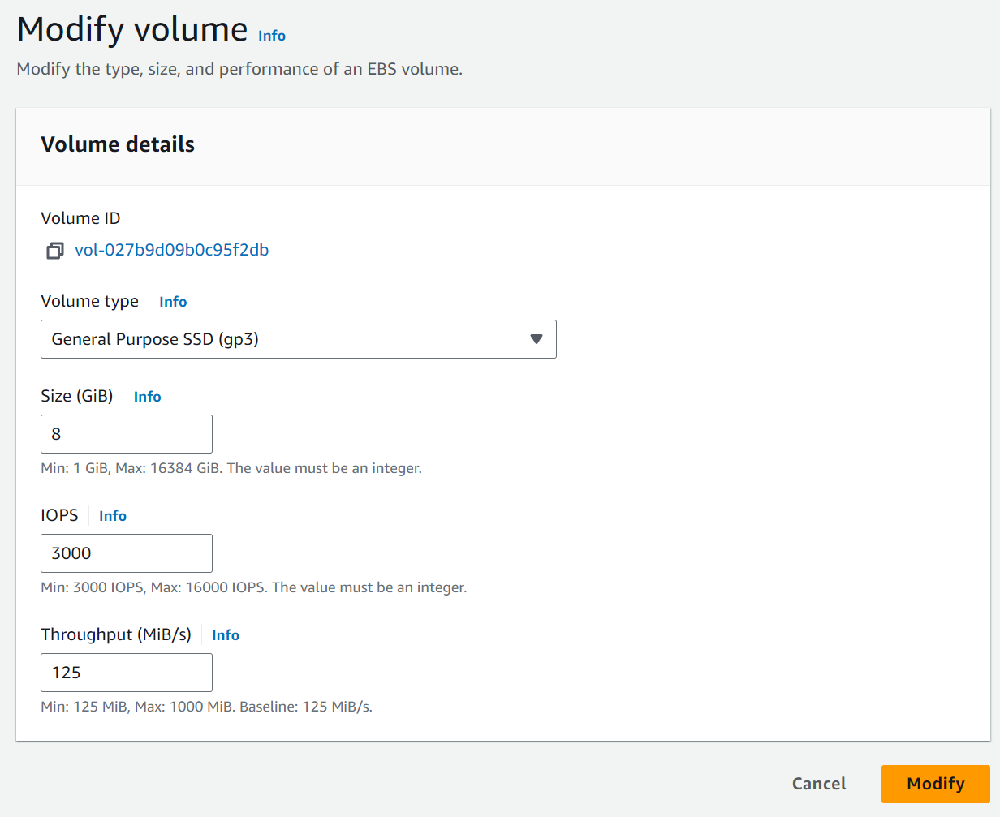 Modify volume Info
Modify the type, size, and performance of an EBS volume.
Volume details
Volume ID
vol-027b9d09b0c95f2db
Volume type Info
General Purpose SSD (gp3)
Size (GiB) Info
8
Min: 1 GiB, Max: 16384 GiB. The value must be an integer.
IOPS Info
3000
Min: 3000 IOPS, Max: 16000 IOPS. The value must be an integer.
Throughput (MiB/s) Info
125
Min: 125 MiB, Max: 1000 MiB. Baseline: 125 MiB/s.
Cancel Modify